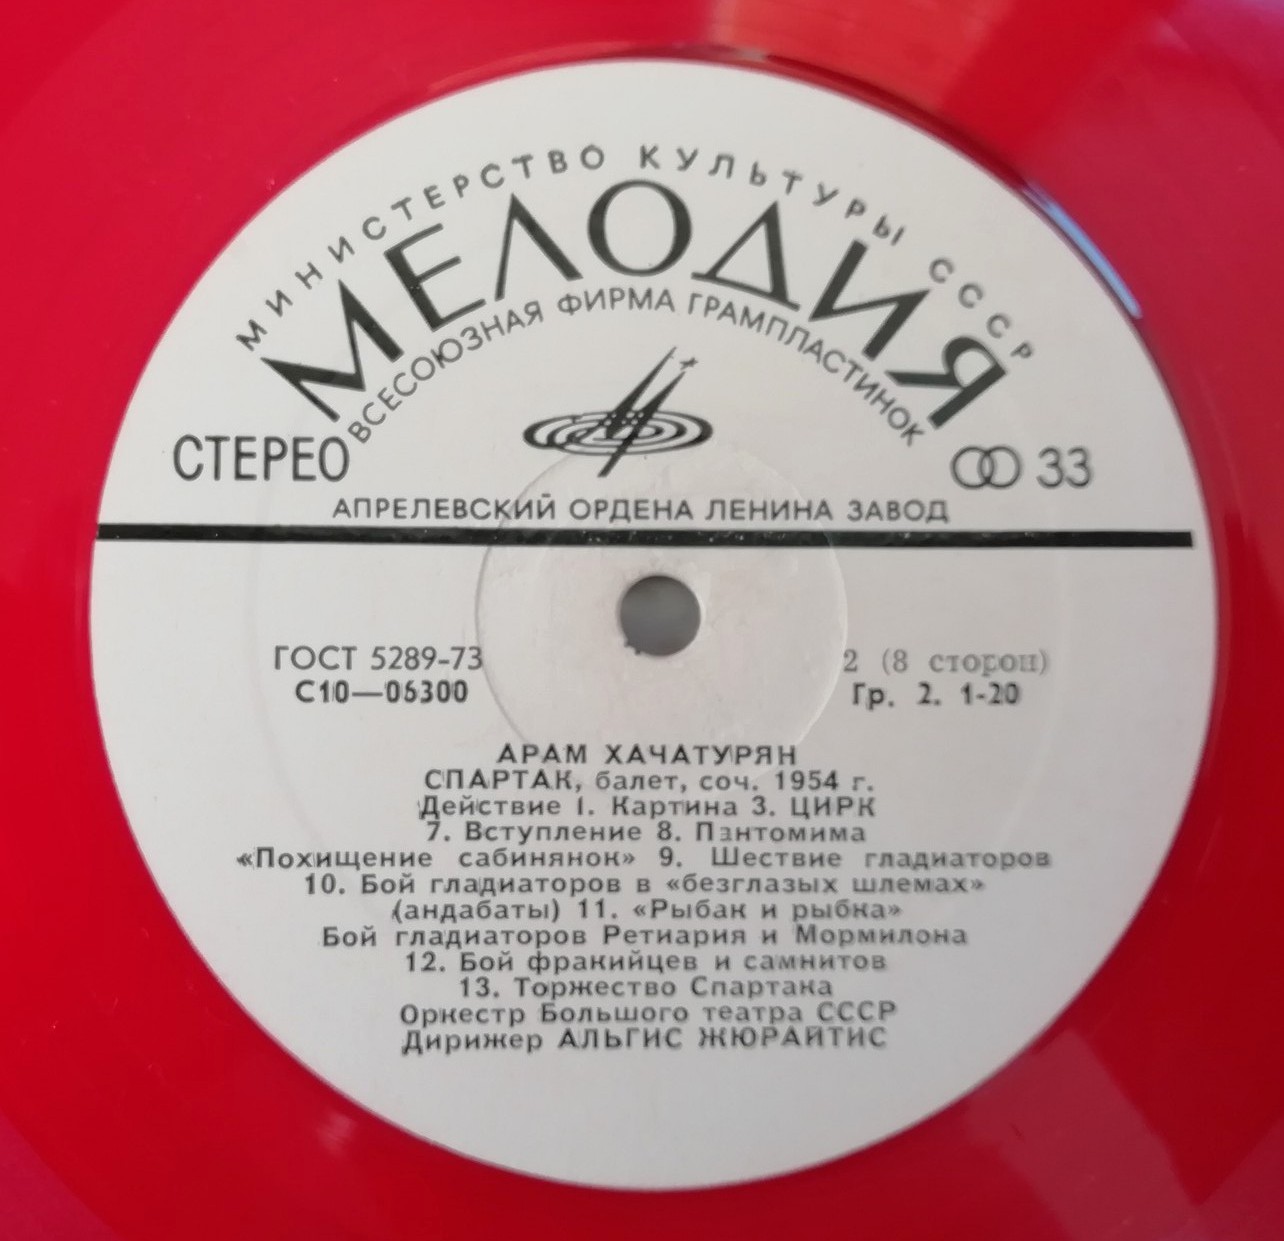 МИНИСТЕРСТВО КУЛЬТУРЫ СССР
МЕЛОДИЯ
ВСЕСОЮЗНАЯ ФИРМА ГРАМПЛАСТИНОК
СТЕРЕО
33
АПРЕЛЕВСКИЙ ОРДЕНА ЛЕНИНА ЗАВОД
ГОСТ 5289-73
2 (8 сторон)
С10—06300
Гр. 2. 1-20
АРАМ ХАЧАТУРЯН
СПАРТАК, балет, соч. 1954 г.
Действие 1. Картина 3. ЦИРК
7. Вступление 8. Пантомима
«Похищение сабинянок» 9. Шествие гладиаторов
10. Бой гладиаторов в «безглазых шлемах»
(андабаты) 11. «Рыбак и рыбка»
Бой гладиаторов Ретиария и Мормилона
12. Бой фракийцев и самнитов
13. Торжество Спартака
Оркестр Большого театра СССР
Дирижер АЛЬГИС ЖЮРАЙТИС